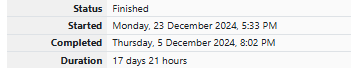 Status Finished
Started Monday, 23 December 2024, 5:33 PM
Completed Thursday, 5 December 2024, 8:02 PM
Duration 17 days 21 hours